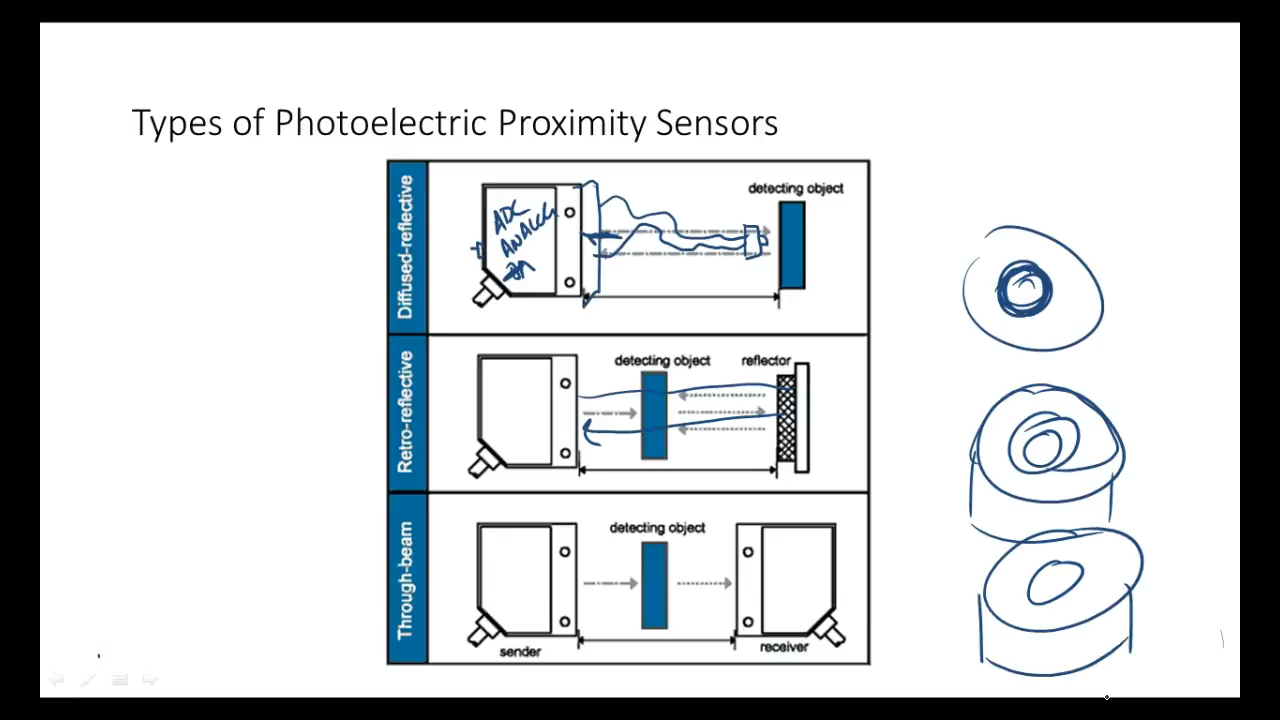 Types of Photoelectric Proximity Sensors
Diffused-reflective
detecting object
ADC
ANALOG
Retro-reflective
detecting object
reflector
Through-beam
detecting object
sender
receiver